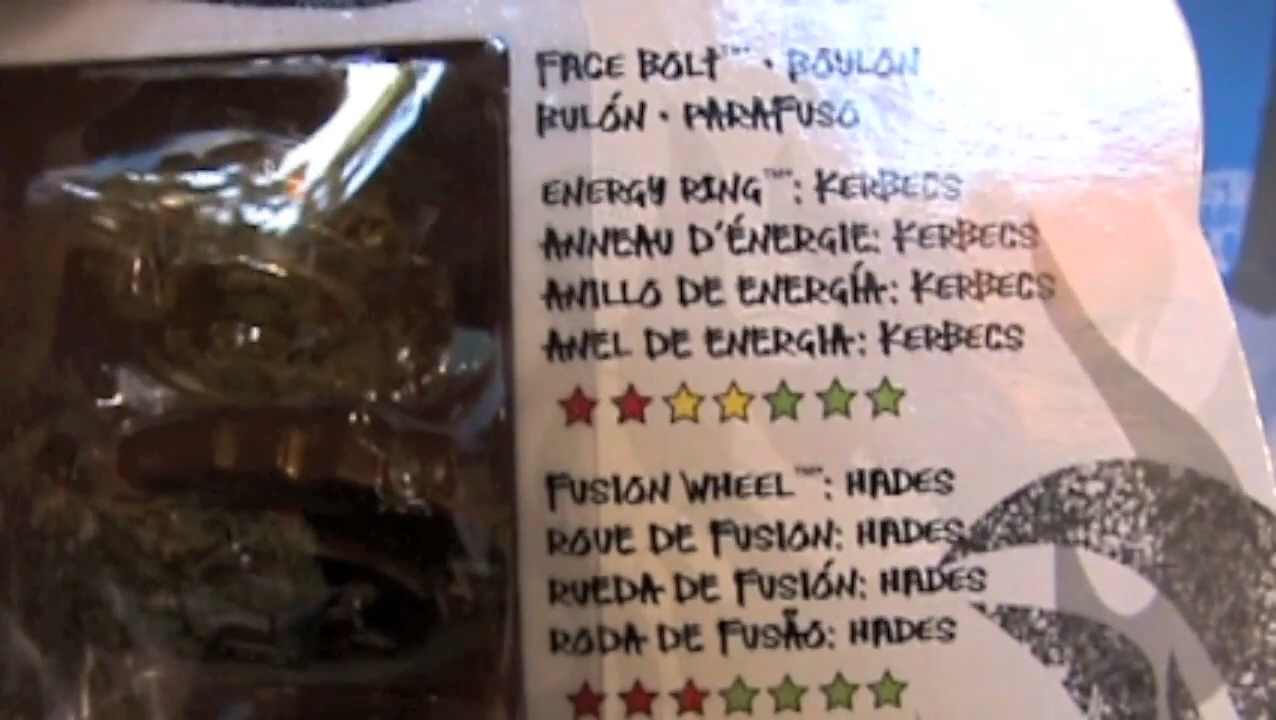 FACE BOLT™ • BOULON
BULÓN • PARAFUSO
ENERGY RING™: KERBECS
ANNEAU D'ÉNERGIE: KERBECS
ANILLO DE ENERGÍA: KERBECS
ANEL DE ENERGIA: KERBECS
FUSION WHEEL™: HADES
ROUE DE FUSION: HADES
RUEDA DE FUSIÓN: HADES
RODA DE FUSÃO: HADES